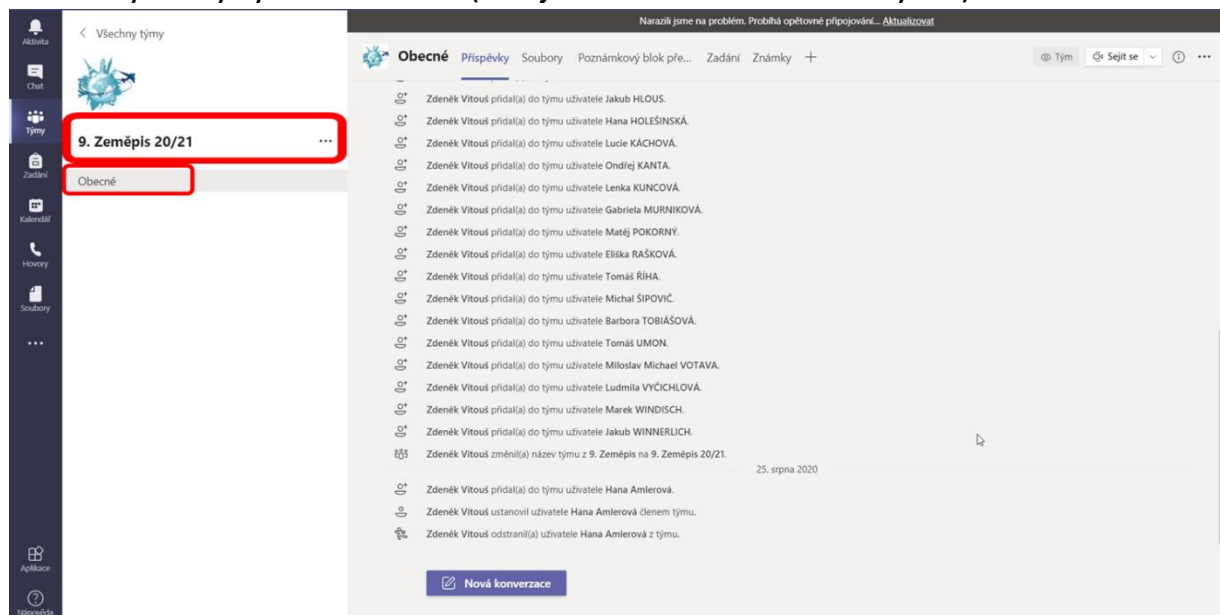 Narazili jsme na problém. Probíhá opětovné připojování... Aktualizovat
Aktivita
Chat
Týmy
Zadání
Kalendář
Hovory
Soubory
Aplikace
Nápověda
< Všechny týmy
9. Zeměpis 20/21 ...
Obecné
Obecné Příspěvky Soubory Poznámkový blok pře... Zadání Známky +
Tým Sejít se
Zdeněk Vitouš přidal(a) do týmu uživatele Jakub HLOUS.
Zdeněk Vitouš přidal(a) do týmu uživatele Hana HOLEŠINSKÁ.
Zdeněk Vitouš přidal(a) do týmu uživatele Lucie KÁCHOVÁ.
Zdeněk Vitouš přidal(a) do týmu uživatele Ondřej KANTA.
Zdeněk Vitouš přidal(a) do týmu uživatele Lenka KUNCOVÁ.
Zdeněk Vitouš přidal(a) do týmu uživatele Gabriela MURNIKOVÁ.
Zdeněk Vitouš přidal(a) do týmu uživatele Matěj POKORNÝ.
Zdeněk Vitouš přidal(a) do týmu uživatele Eliška RAŠKOVÁ.
Zdeněk Vitouš přidal(a) do týmu uživatele Tomáš ŘÍHA.
Zdeněk Vitouš přidal(a) do týmu uživatele Michal ŠIPOVIČ.
Zdeněk Vitouš přidal(a) do týmu uživatele Barbora TOBIÁŠOVÁ.
Zdeněk Vitouš přidal(a) do týmu uživatele Tomáš UMON.
Zdeněk Vitouš přidal(a) do týmu uživatele Miloslav Michael VOTAVA.
Zdeněk Vitouš přidal(a) do týmu uživatele Ludmila VYČICHLOVÁ.
Zdeněk Vitouš přidal(a) do týmu uživatele Marek WINDISCH.
Zdeněk Vitouš přidal(a) do týmu uživatele Jakub WINNERLICH.
Zdeněk Vitouš změnil(a) název týmu z 9. Zeměpis na 9. Zeměpis 20/21.
25. srpna 2020
Zdeněk Vitouš přidal(a) do týmu uživatele Hana Amlerová.
Zdeněk Vitouš ustanovil uživatele Hana Amlerová členem týmu.
Zdeněk Vitouš odstranil(a) uživatele Hana Amlerová z týmu.
Nová konverzace